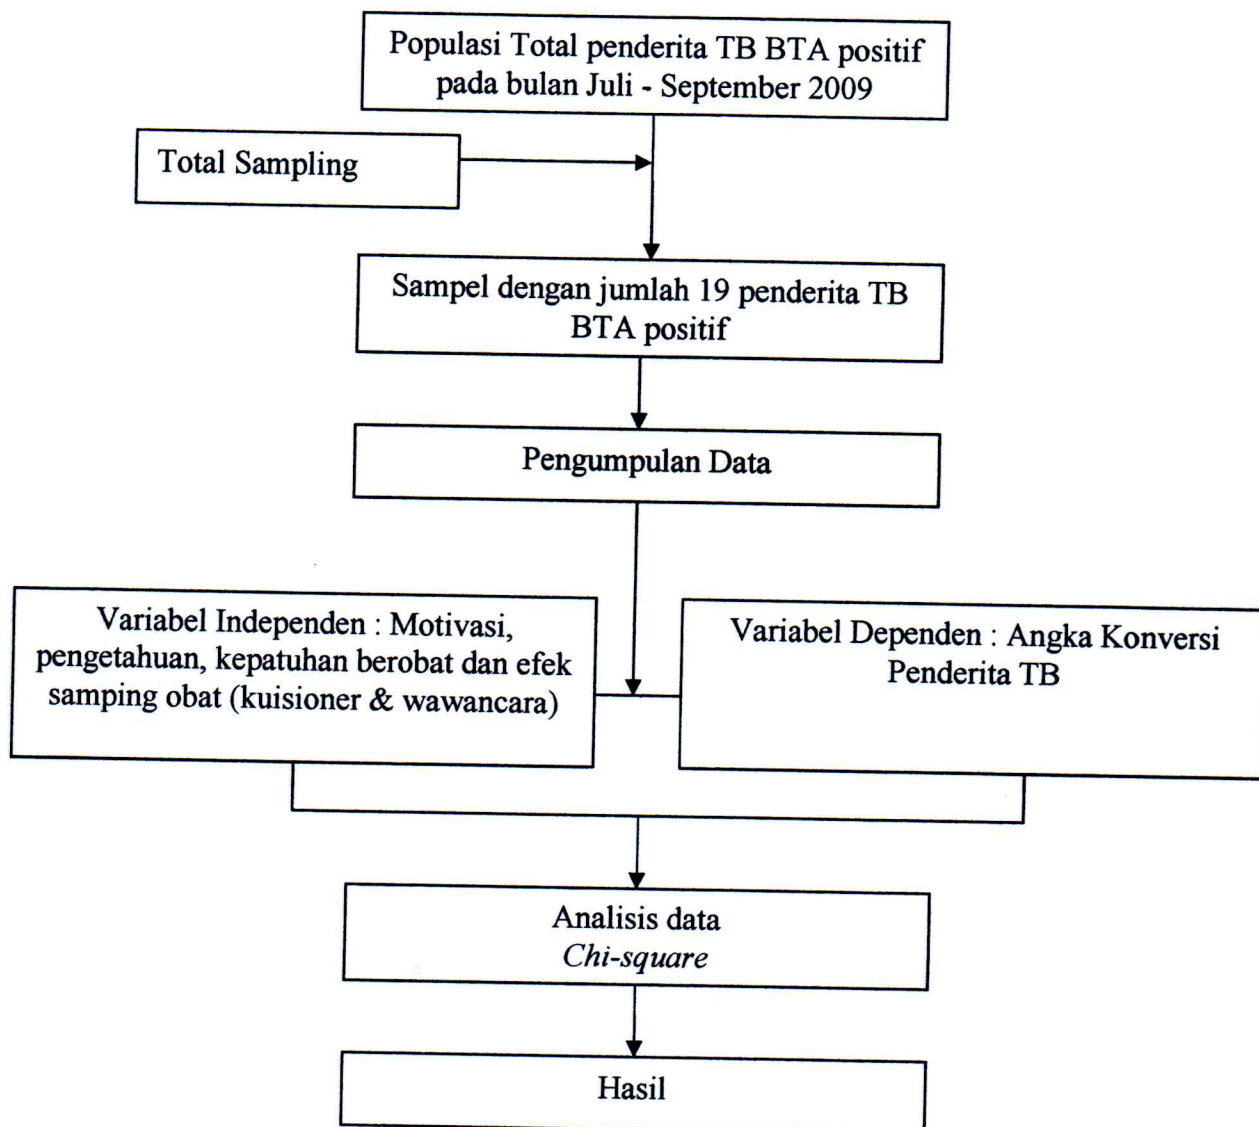 Populasi Total penderita TB BTA positif
pada bulan Juli - September 2009
Total Sampling
Sampel dengan jumlah 19 penderita TB
BTA positif
Pengumpulan Data
Variabel Independen : Motivasi,
pengetahuan, kepatuhan berobat dan efek
samping obat (kuisioner & wawancara)
Variabel Dependen : Angka Konversi
Penderita TB
Analisis data
Chi-square
Hasil